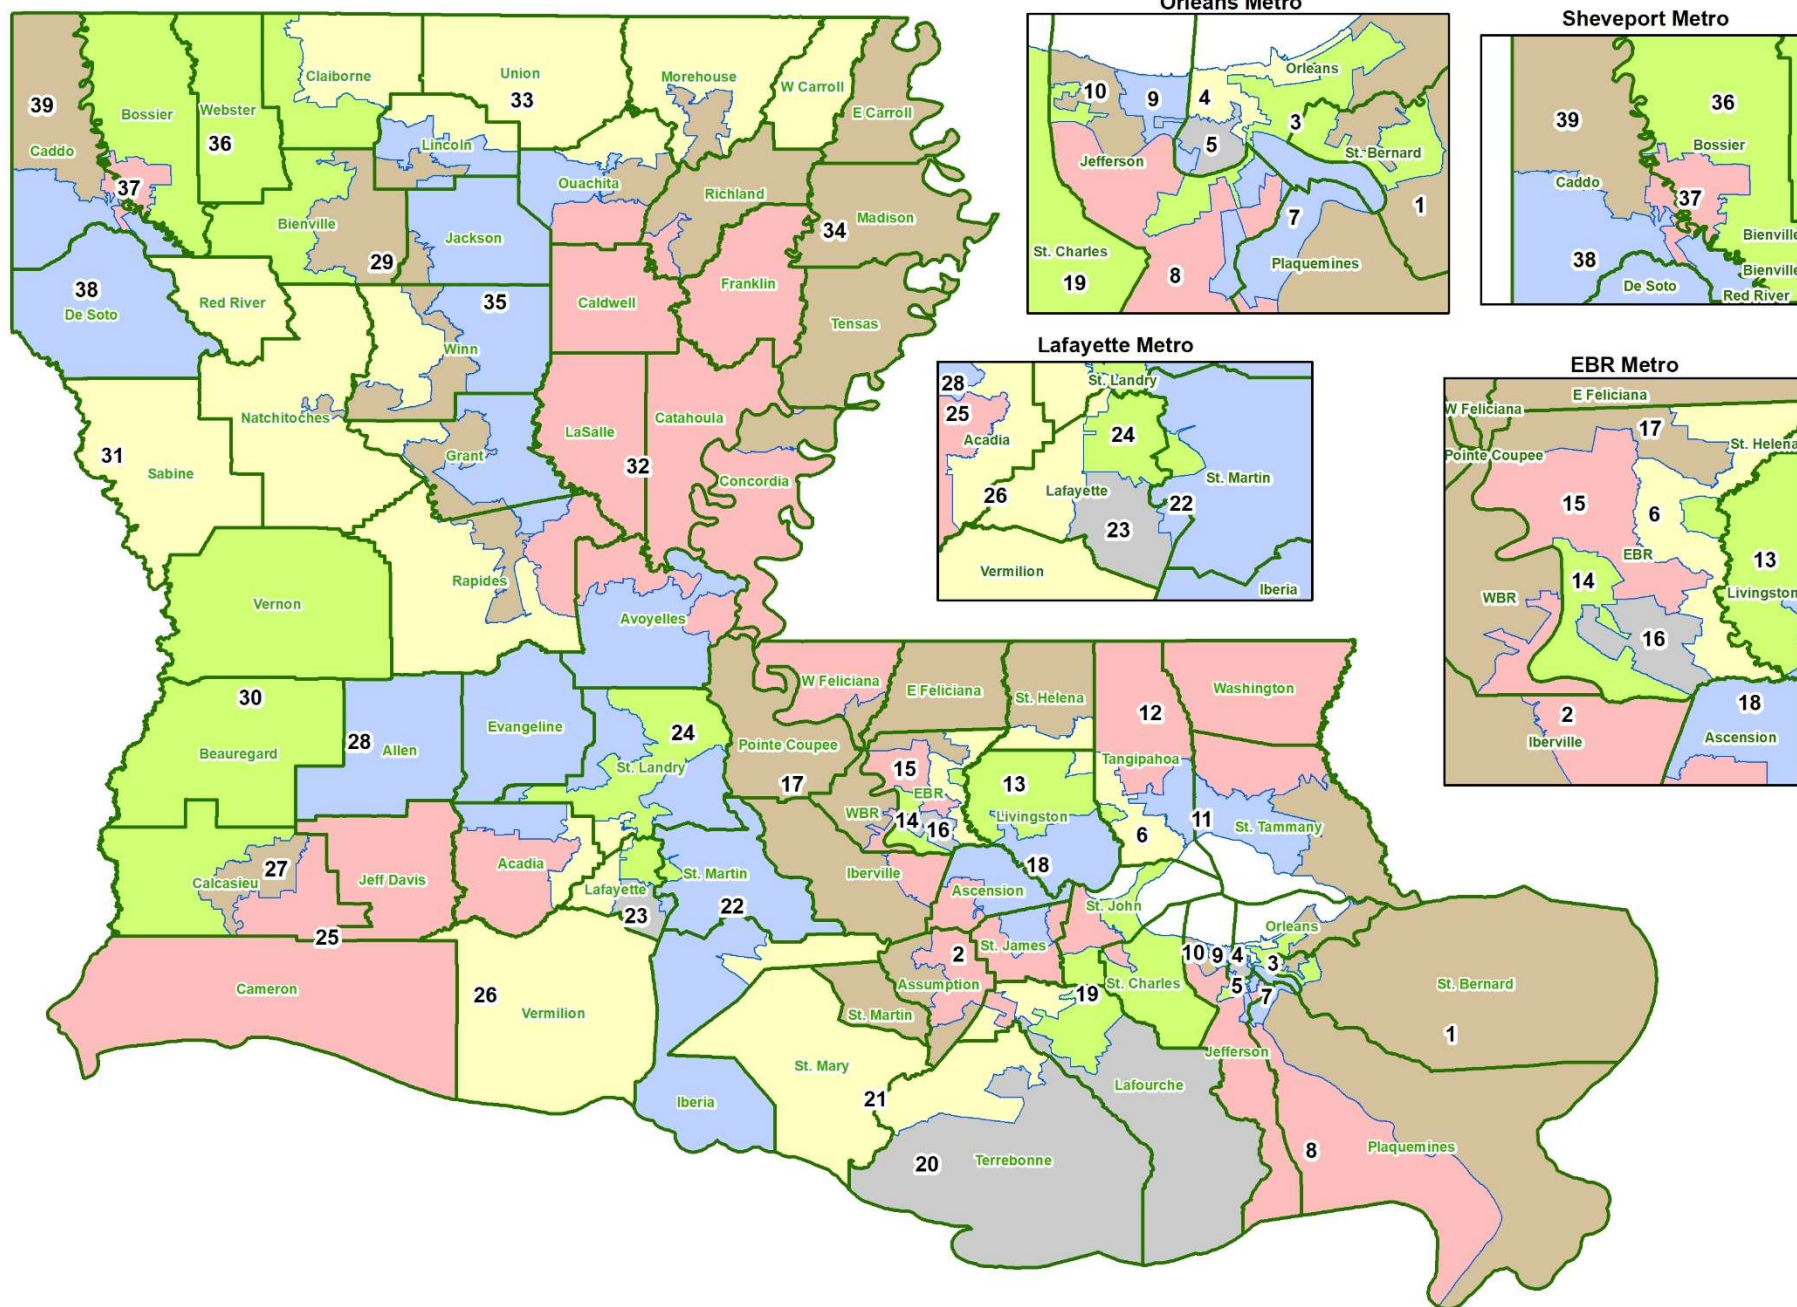 Orleans Metro
Sheveport Metro
Claiborne
Union
33
Morehouse
W Carroll
E Carroll
39
Caddo
Bossier
Webster
36
Lincoln
37
Ouachita
Richland
Madison
34
Bienville
29
Jackson
38
De Soto
Red River
35
Caldwell
Franklin
Tensas
Winn
Natchitoches
31
Sabine
Grant
LaSalle
32
Catahoula
Concordia
Rapides
Vernon
Avoyelles
30
Beauregard
28
Allen
Evangeline
24
St. Landry
Pointe Coupee
17
W Feliciana
E Feliciana
St. Helena
12
Tangipahoa
Washington
15
EBR
WBR
14
16
13
Livingston
6
11
St. Tammany
27
Calcasieu
Jeff Davis
25
Acadia
Lafayette
23
St. Martin
22
Iberville
18
Ascension
St. John
St. James
2
Assumption
19
St. Charles
10
9
4
3
5
7
Orleans
Cameron
26
Vermilion
St. Martin
St. Mary
21
Iberia
20
Terrebonne
Lafourche
Jefferson
8
Plaquemines
St. Bernard
1
10
9
4
Orleans
3
5
St. Bernard
Jefferson
7
1
St. Charles
19
8
Plaquemines
39
36
Bossier
Caddo
37
Bienville
38
Bienville
De Soto
Red River
Lafayette Metro
28
St. Landry
25
24
Acadia
St. Martin
26
Lafayette
22
23
Vermilion
Iberia
EBR Metro
E Feliciana
W Feliciana
17
St. Helena
Pointe Coupee
15
6
EBR
13
14
Livingston
WBR
16
2
18
Iberville
Ascension